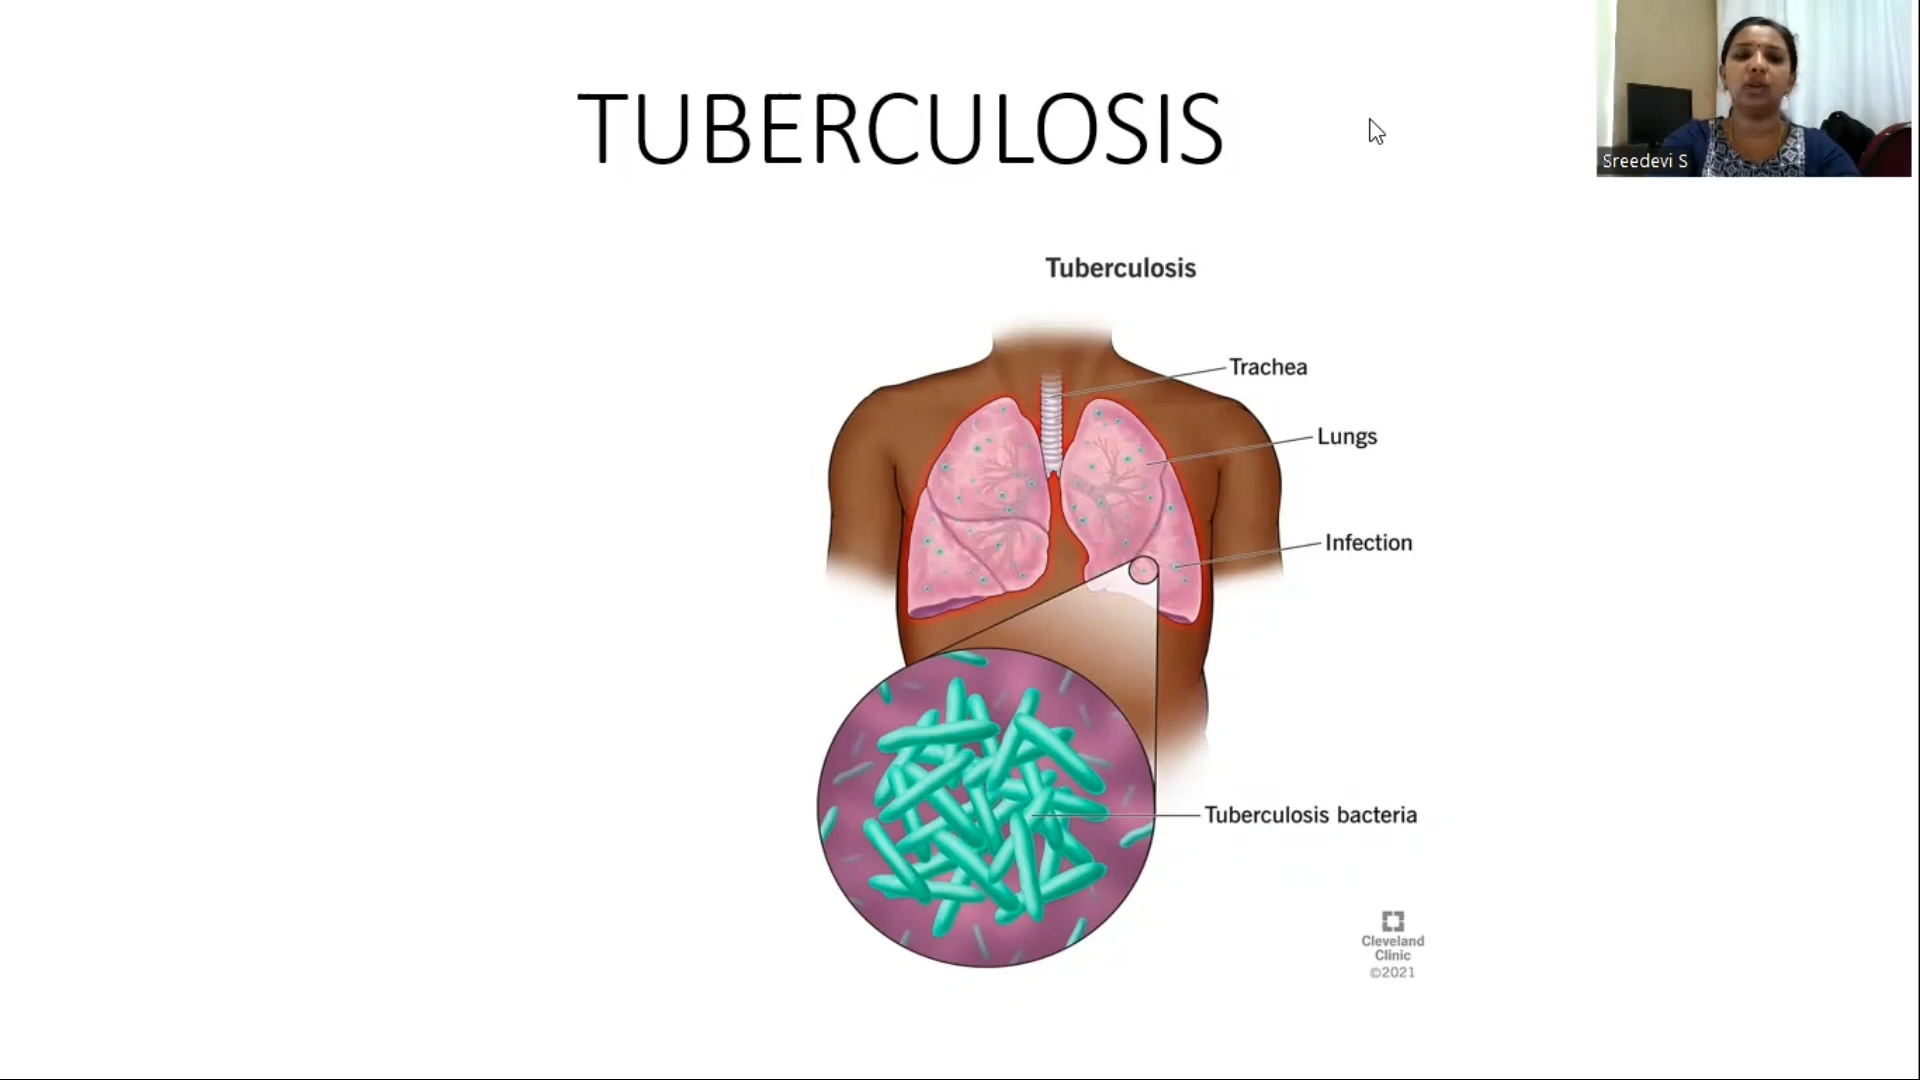 TUBERCULOSIS
Sreedevi S
Tuberculosis
Trachea
Lungs
Infection
Tuberculosis bacteria
Cleveland
Clinic
©2021